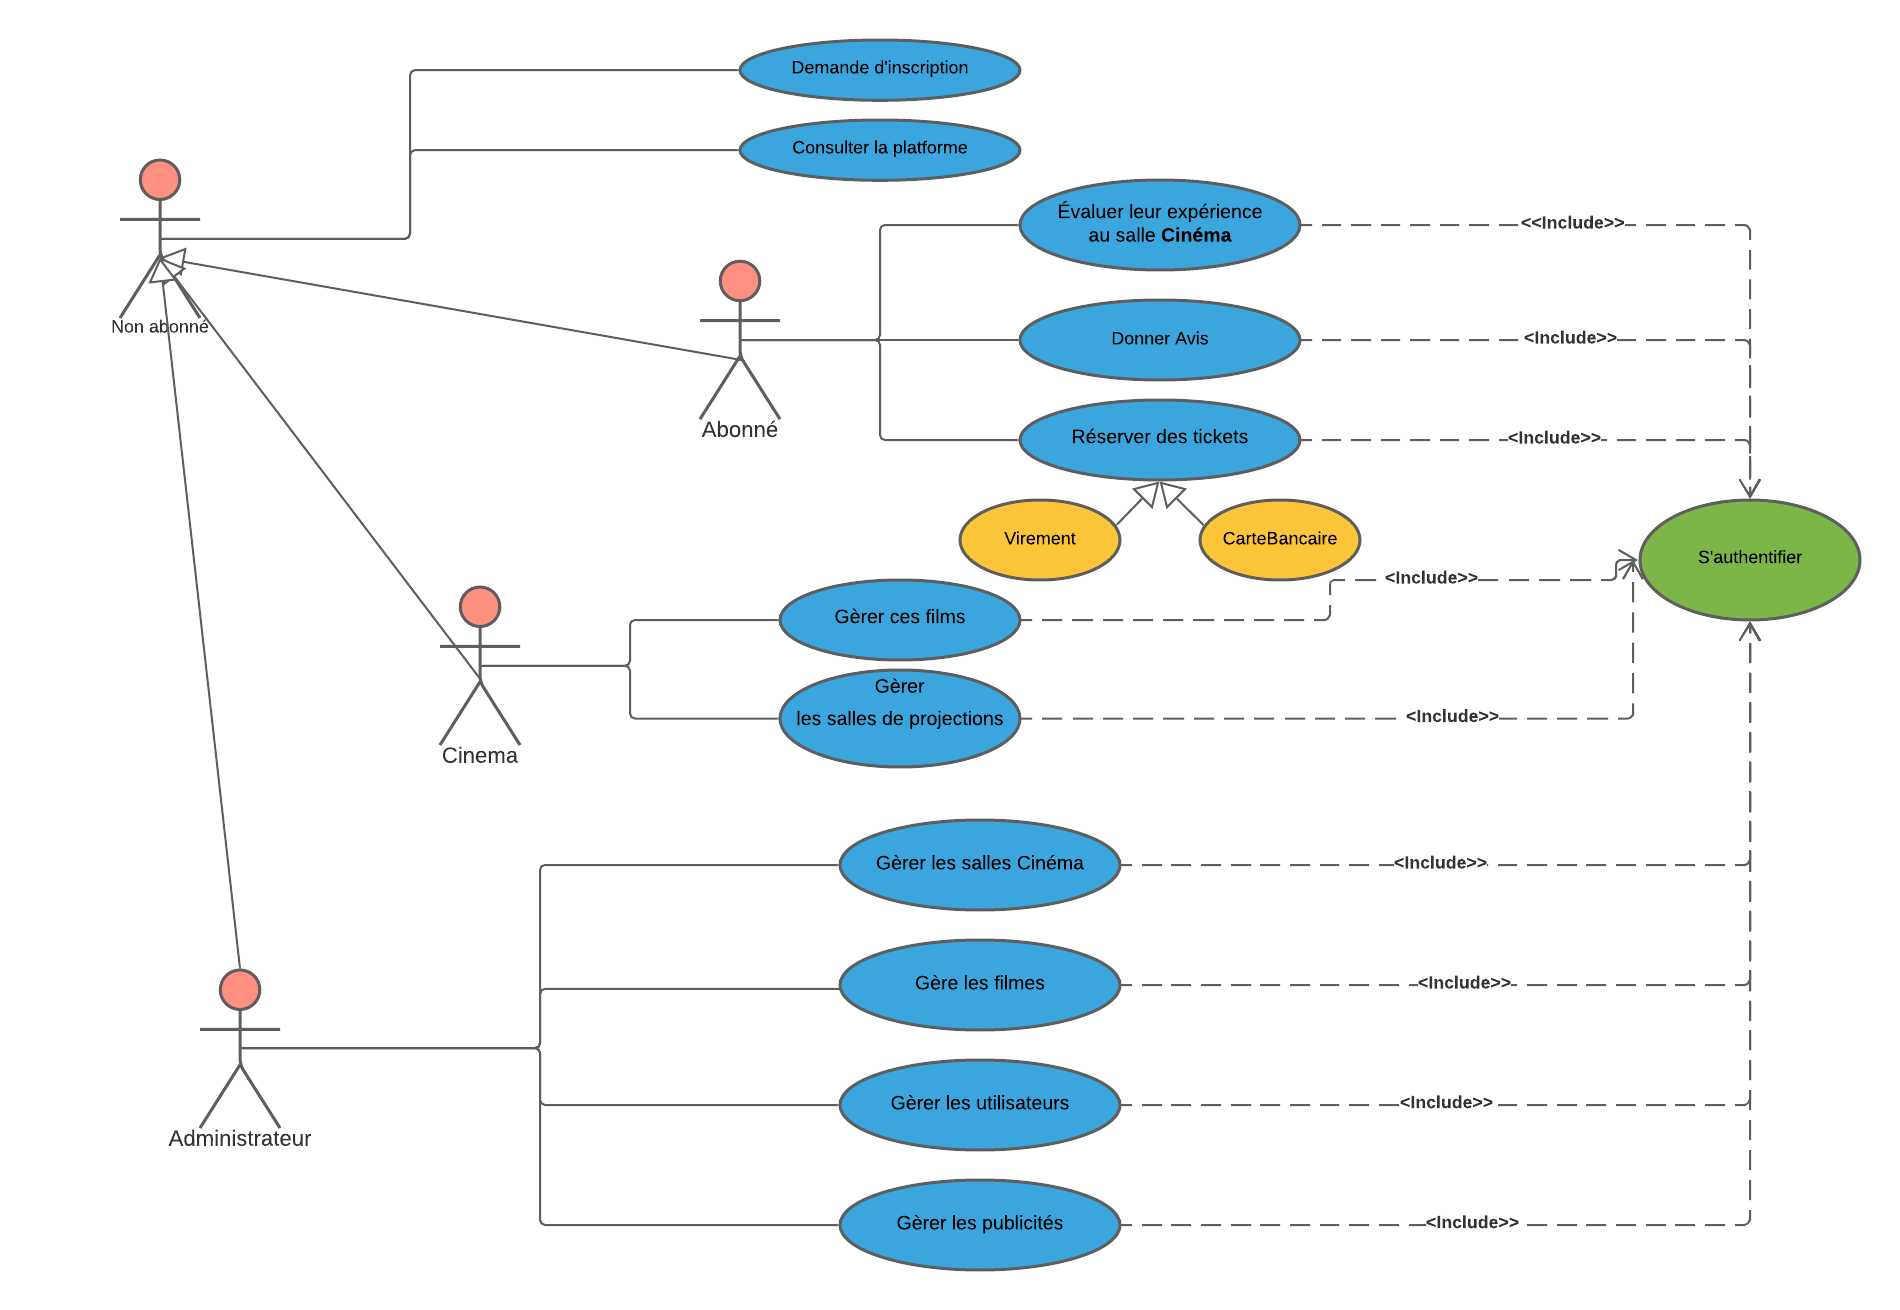 Demande d'inscription
Consulter la platforme
Non abonné
Évaluer leur expérience
au salle Cinéma
<<Include>>
Abonné
Donner Avis
<Include>>
Réserver des tickets
<Include>>
Virement
CarteBancaire
S'authentifier
<Include>>
Cinema
Gèrer ces films
Gèrer
les salles de projections
<Include>>
Gèrer les salles Cinéma
<Include>>
Gère les filmes
<Include>>
Administrateur
Gèrer les utilisateurs
<Include>>
Gèrer les publicités
<Include>>